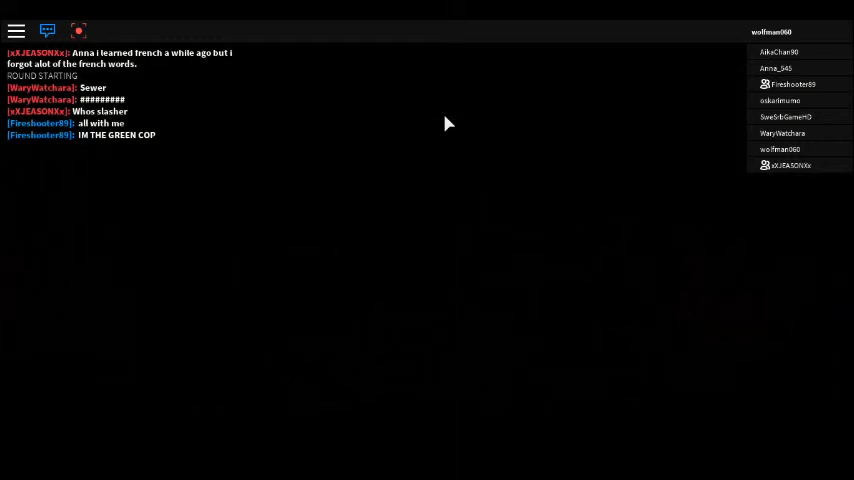 wolfman060
[xXJEASONXx]: Anna i learned french a while ago but i
forgot alot of the french words.
ROUND STARTING
[WaryWatchara]: Sewer
[WaryWatchara]: #########
[xXJEASONXx]: Whos slasher
[Fireshooter89]: all with me
[Fireshooter89]: IM THE GREEN COP
AikaChan90
Anna_545
Fireshooter89
oskarimumo
SweSrbGameHD
WaryWatchara
wolfman060
xXJEASONXx